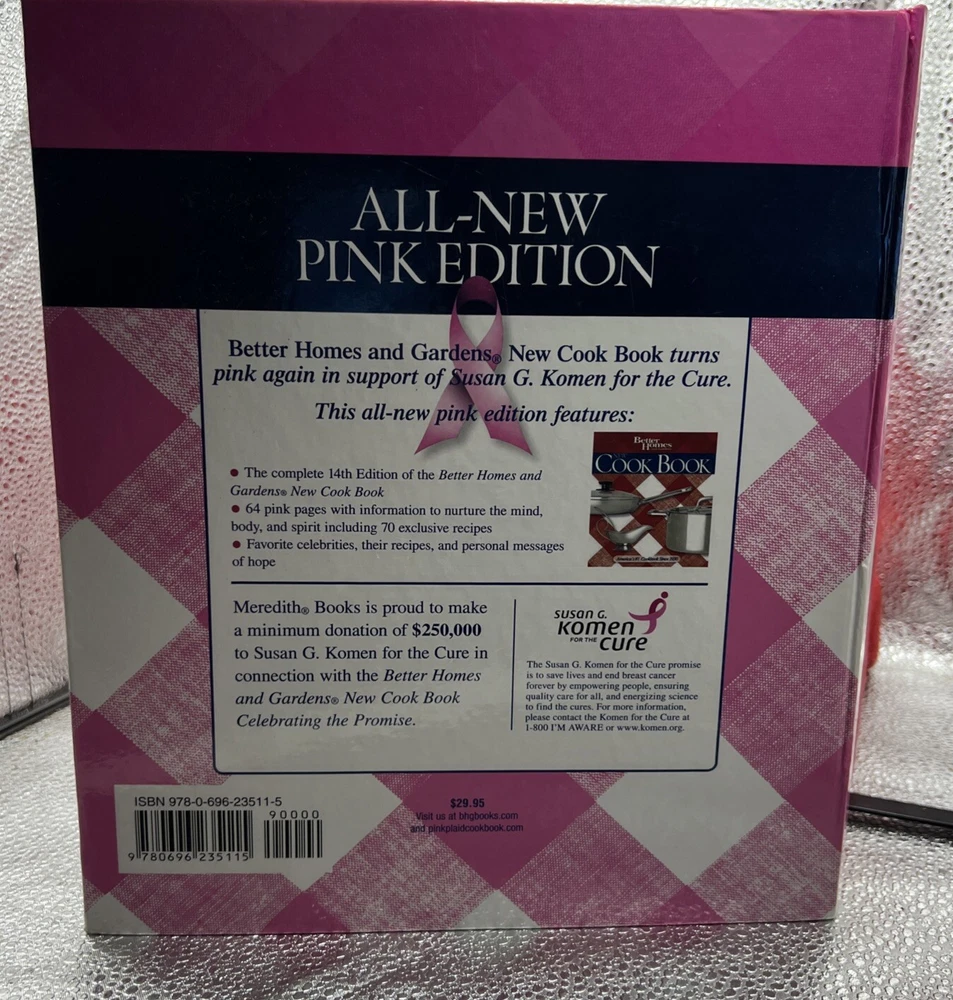 ALL-NEW
PINK EDITION
Better Homes and Gardens® New Cook Book turns
pink again in support of Susan G. Komen for the Cure.
This all-new pink edition features:
• The complete 14th Edition of the Better Homes and
Gardens® New Cook Book
• 64 pink pages with information to nurture the mind,
body, and spirit including 70 exclusive recipes
• Favorite celebrities, their recipes, and personal messages
of hope
Better
Homes
COOK BOOK
Meredith® Books is proud to make
a minimum donation of $250,000
to Susan G. Komen for the Cure in
connection with the Better Homes
and Gardens® New Cook Book
Celebrating the Promise.
SUSAN G.
Komen
FOR THE
CURE
The Susan G. Komen for the Cure promise
is to save lives and end breast cancer
forever by empowering people, ensuring
quality care for all, and energizing science
to find the cures. For more information,
please contact the Komen for the Cure at
1-800 I'M AWARE or www.komen.org.
ISBN 978-0-696-23511-5
90000
9 780696 235115
$29.95
Visit us at bhgbooks.com
and pinkplaidcookbook.com